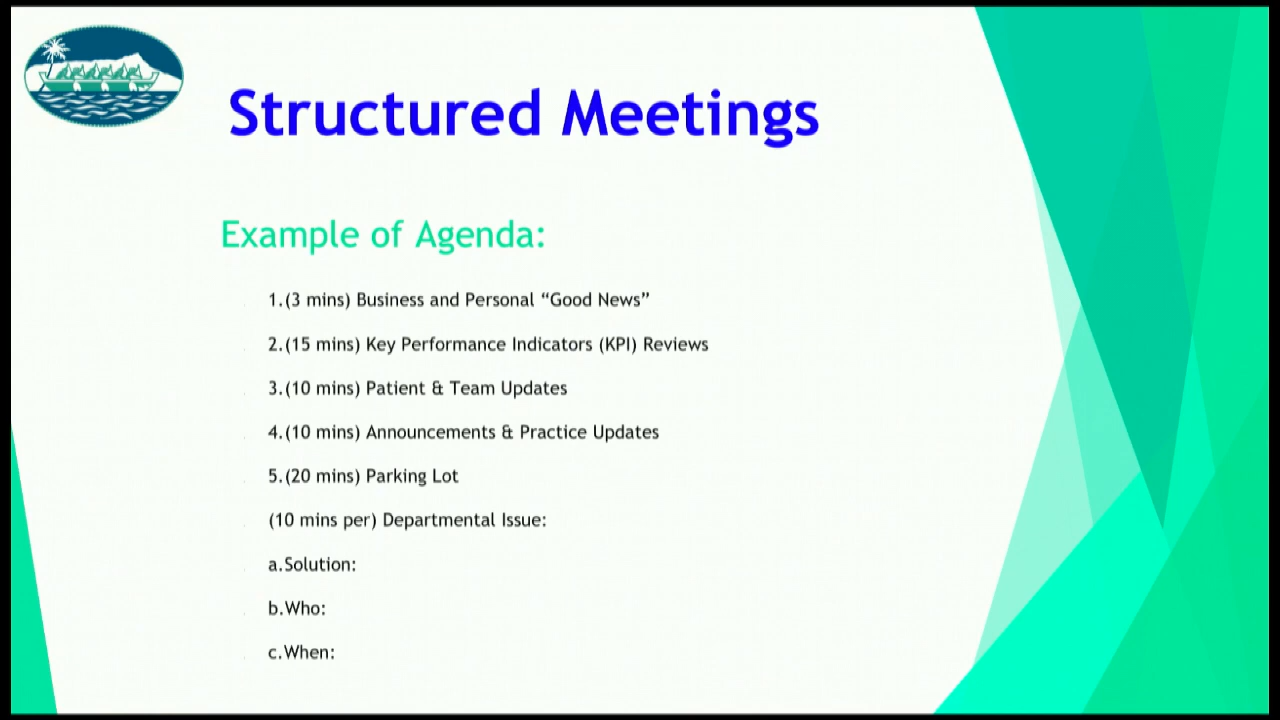 Structured Meetings
Example of Agenda:
1.(3 mins) Business and Personal “Good News”
2.(15 mins) Key Performance Indicators (KPI) Reviews
3.(10 mins) Patient & Team Updates
4.(10 mins) Announcements & Practice Updates
5.(20 mins) Parking Lot
(10 mins per) Departmental Issue:
a.Solution:
b.Who:
c.When: